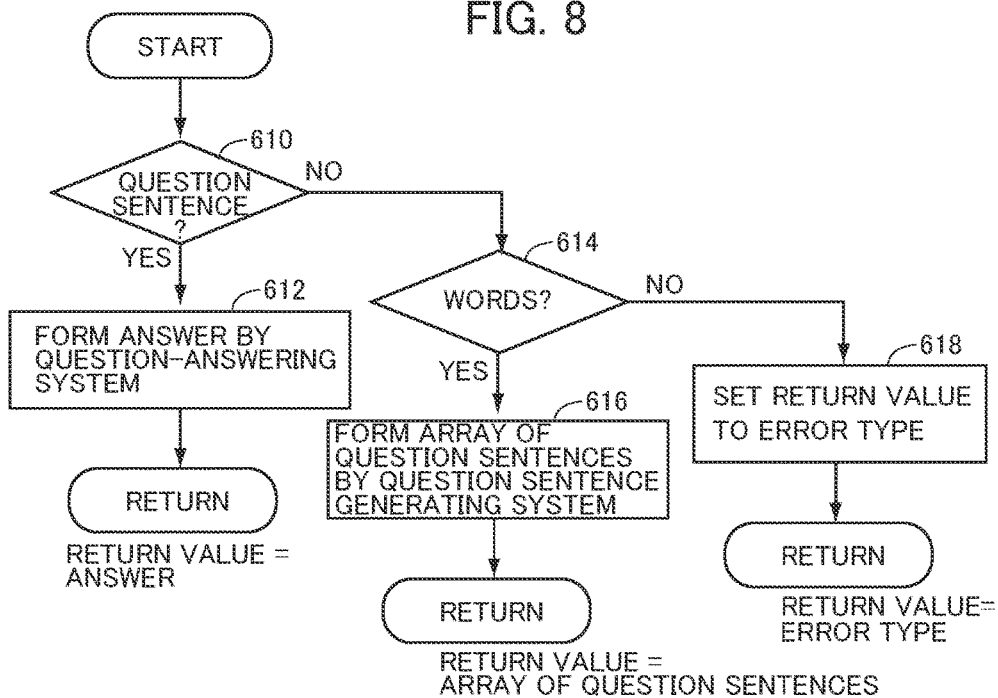 FIG. 8
START
610
QUESTION
SENTENCE
?
NO
YES
614
WORDS?
NO
612
FORM ANSWER BY
QUESTION-ANSWERING
SYSTEM
YES
618
SET RETURN VALUE
TO ERROR TYPE
616
FORM ARRAY OF
QUESTION SENTENCES
BY QUESTION SENTENCE
GENERATING SYSTEM
RETURN
RETURN VALUE =
ANSWER
RETURN
RETURN VALUE=
ERROR TYPE
RETURN
RETURN VALUE =
ARRAY OF QUESTION SENTENCES